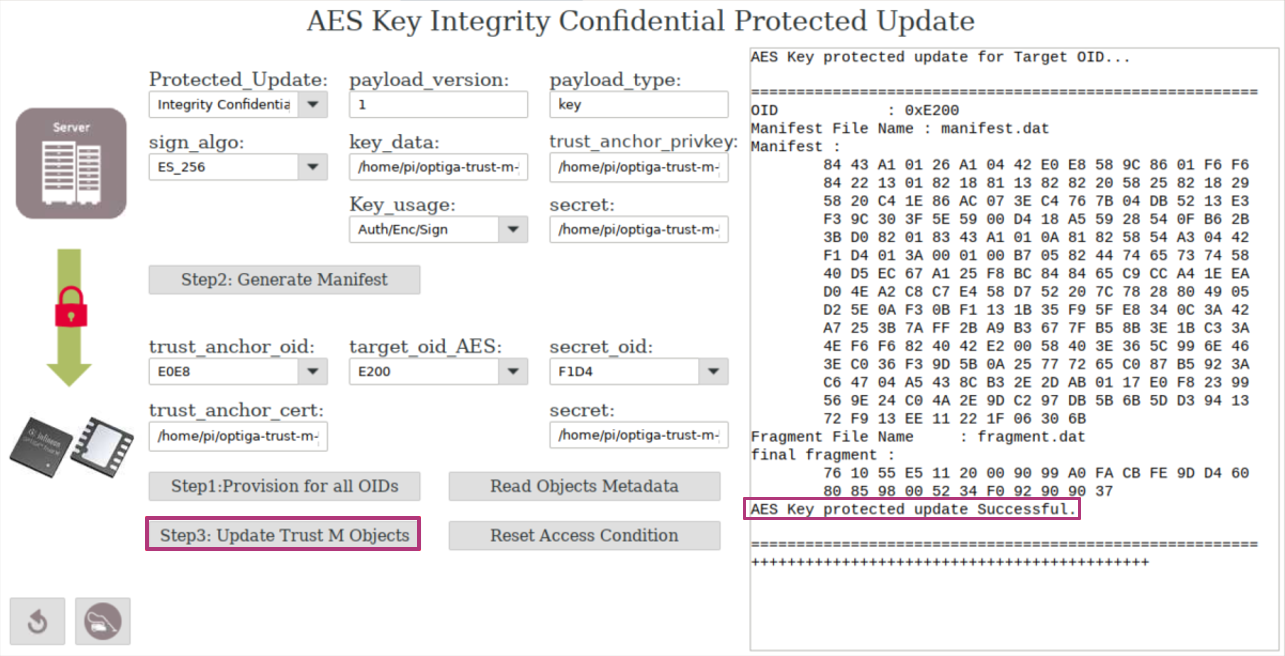 AES Key Integrity Confidential Protected Update
Server
Protected_Update: payload_version: payload_type:
Integrity Confidentia 1 key
sign_algo: key_data: trust_anchor_privkey:
ES_256 /home/pi/optiga-trust-m- /home/pi/optiga-trust-m-
Key_usage: secret:
Auth/Enc/Sign /home/pi/optiga-trust-m-
Step2: Generate Manifest
trust_anchor_oid: target_oid_AES: secret_oid:
E0E8 E200 F1D4
trust_anchor_cert: secret:
/home/pi/optiga-trust-m- /home/pi/optiga-trust-m-
Infineon
Step1:Provision for all OIDs Read Objects Metadata
Step3: Update Trust M Objects Reset Access Condition
AES Key protected update for Target OID...
========================================================
OID : 0xE200
Manifest File Name : manifest.dat
Manifest :
84 43 A1 01 26 A1 04 42 E0 E8 58 9C 86 01 F6 F6
84 22 13 01 82 18 81 13 82 82 20 58 25 82 18 29
58 20 C4 1E 86 AC 07 3E C4 76 7B 04 DB 52 13 E3
F3 9C 30 3F 5E 59 00 D4 18 A5 59 28 54 0F B6 2B
3B D0 82 01 83 43 A1 01 0A 81 82 58 54 A3 04 42
F1 D4 01 3A 00 01 00 B7 05 82 44 74 65 73 74 58
40 D5 EC 67 A1 25 F8 BC 84 84 65 C9 CC A4 1E EA
D0 4E A2 C8 C7 E4 58 D7 52 20 7C 78 28 80 49 05
D2 5E 0A F3 0B F1 13 1B 35 F9 5F E8 34 0C 3A 42
A7 25 3B 7A FF 2B A9 B3 67 7F B5 8B 3E 1B C3 3A
4E F6 F6 82 40 42 E2 00 58 40 3E 36 5C 99 6E 46
3E C0 36 F3 9D 5B 0A 25 77 72 65 C0 87 B5 92 3A
C6 47 04 A5 43 8C B3 2E 2D AB 01 17 E0 F8 23 99
56 9E 24 C0 4A 2E 9D C2 97 DB 5B 6B 5D D3 94 13
72 F9 13 EE 11 22 1F 06 30 6B
Fragment File Name : fragment.dat
final fragment :
76 10 55 E5 11 20 00 90 99 A0 FA CB FE 9D D4 60
80 85 98 00 52 34 F0 92 90 90 37
AES Key protected update Successful.
========================================================
++++++++++++++++++++++++++++++++++++++++++++